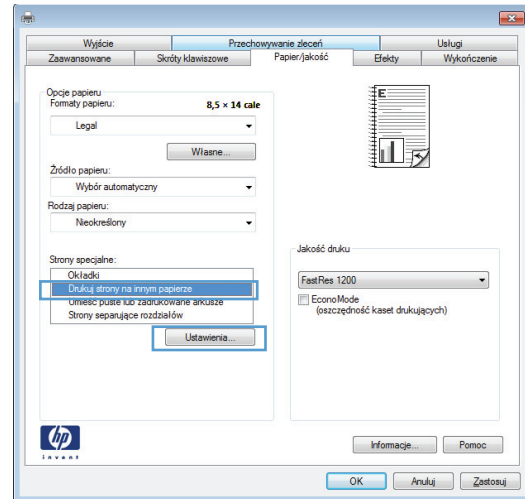 Wyjście
Przechowywanie zleceń
Usługi
Zaawansowane
Skróty klawiszowe
Papier/jakość
Efekty
Wykończenie
Opcje papieru
Formaty papieru:
8,5 × 14 cale
Legal
Własne...
Źródło papieru:
Wybór automatyczny
Rodzaj papieru:
Nieokreślony
Strony specjalne:
Okładki
Drukuj strony na innym papierze
Umieść puste lub zadrukowane arkusze
Strony separujące rozdziałów
Ustawienia...
E
Jakość druku
FastRes 1200
EconoMode
(oszczędność kaset drukujących)
hp
invent
Informacje...
Pomoc
OK
Anuluj
Zastosuj